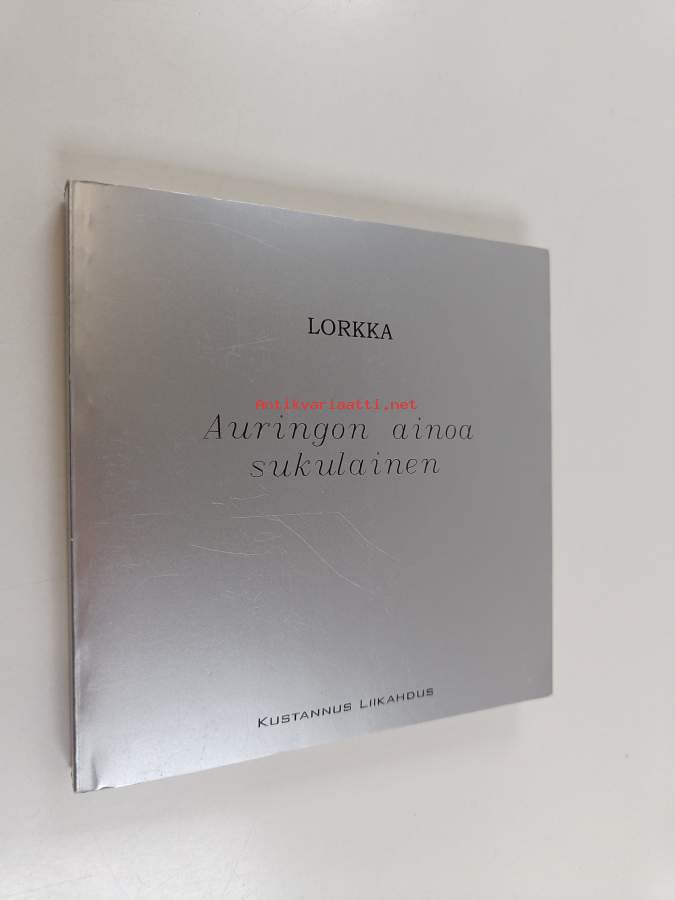 LORKKA
Antikvariaatti.net
Auringon ainoa
sukulainen
KUSTANNUS LIIKAHDUS